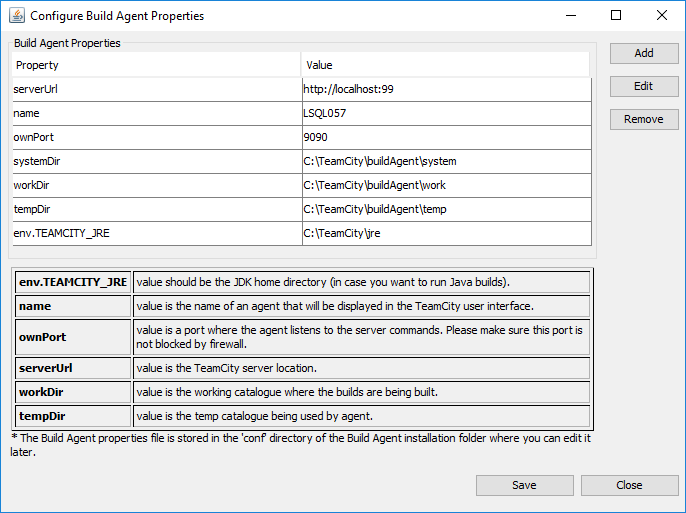 Configure Build Agent Properties
Build Agent Properties
Property Value
serverUrl http://localhost:99
name LSQL057
ownPort 9090
systemDir C:\TeamCity\buildAgent\system
workDir C:\TeamCity\buildAgent\work
tempDir C:\TeamCity\buildAgent\temp
env.TEAMCITY_JRE C:\TeamCity\jre
Add
Edit
Remove
env.TEAMCITY_JRE value should be the JDK home directory (in case you want to run Java builds).
name value is the name of an agent that will be displayed in the TeamCity user interface.
ownPort value is a port where the agent listens to the server commands. Please make sure this port is
not blocked by firewall.
serverUrl value is the TeamCity server location.
workDir value is the working catalogue where the builds are being built.
tempDir value is the temp catalogue being used by agent.
* The Build Agent properties file is stored in the 'conf' directory of the Build Agent installation folder where you can edit it
later.
Save Close